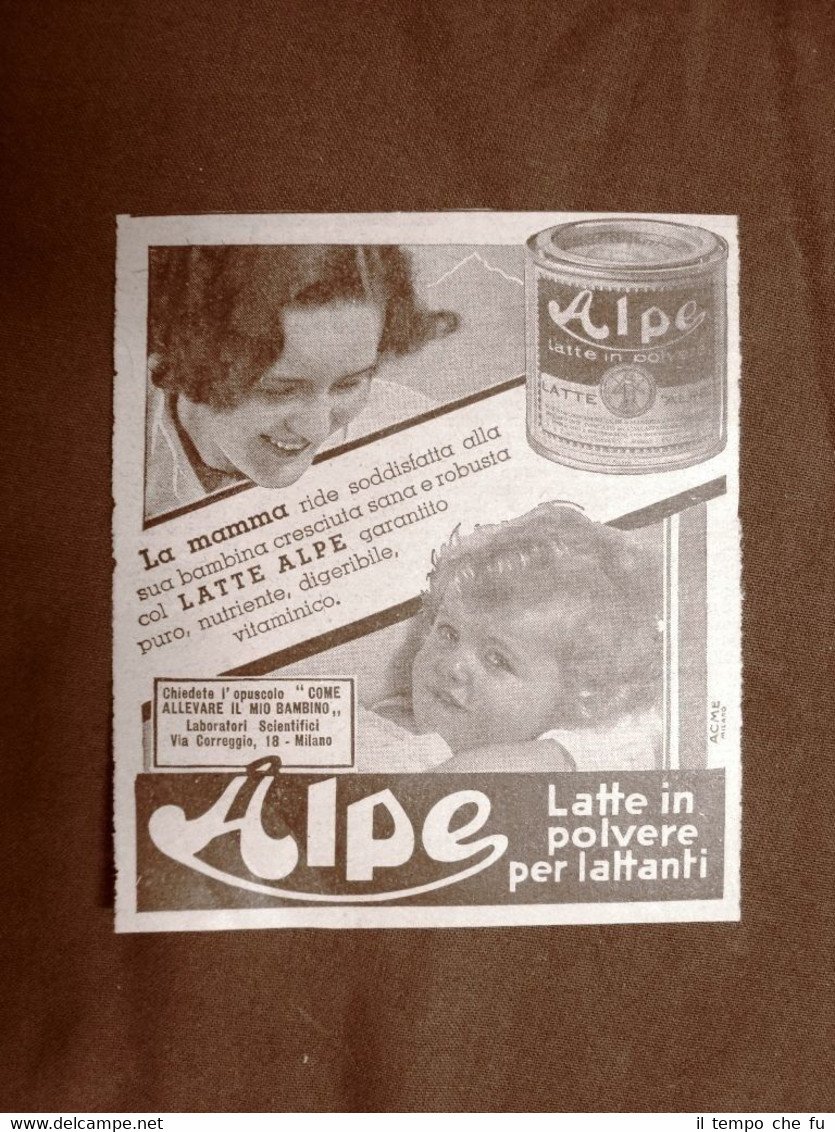 Alpe
Latte in polvere
LATTE "ALPE"
La mamma ride soddisfatta alla
sua bambina cresciuta sana e robusta
col LATTE ALPE garantito
puro, nutriente, digeribile,
vitaminico.
Chiedete l'opuscolo "COME
ALLEVARE IL MIO BAMBINO„
Laboratori Scientifici
Via Correggio, 18 - Milano
ACME
MILANO
Alpe
Latte in
polvere
per lattanti
www.delcampe.net
il tempo che fu